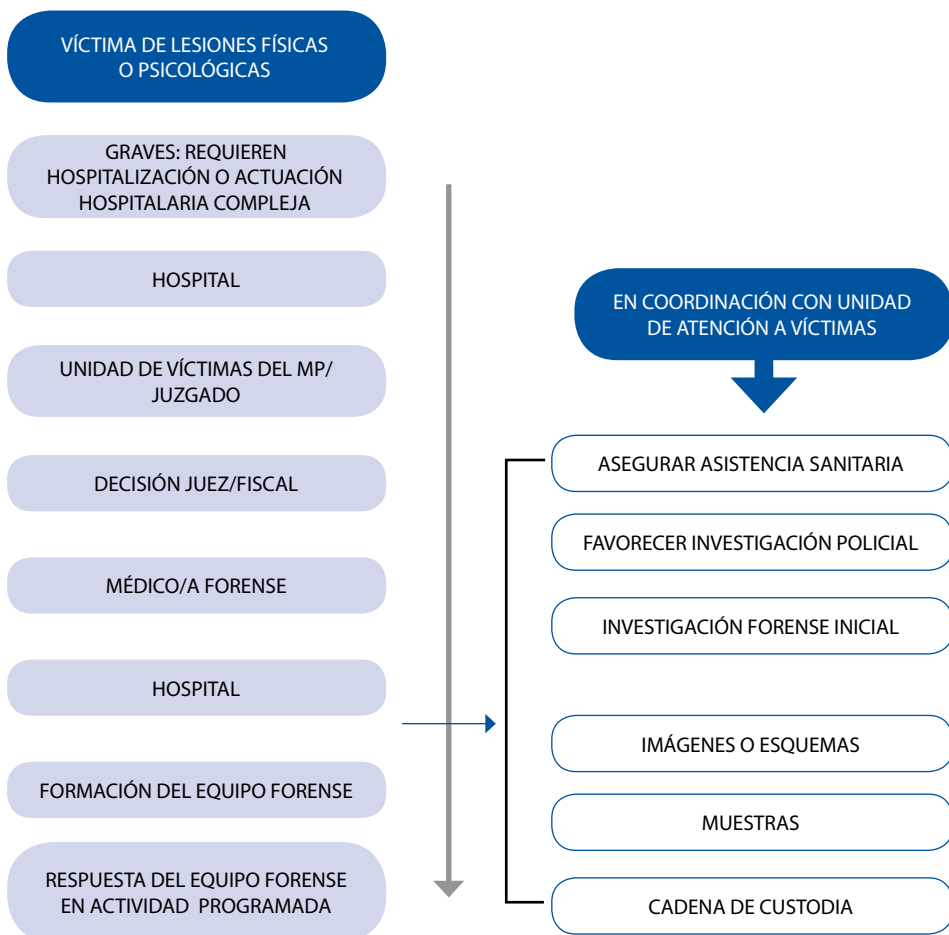 VÍCTIMA DE LESIONES FÍSICAS
O PSICOLÓGICAS
GRAVES: REQUIEREN
HOSPITALIZACIÓN O ACTUACIÓN
HOSPITALARIA COMPLEJA
HOSPITAL
UNIDAD DE VÍCTIMAS DEL MP/
JUZGADO
DECISIÓN JUEZ/FISCAL
MÉDICO/A FORENSE
HOSPITAL
FORMACIÓN DEL EQUIPO FORENSE
RESPUESTA DEL EQUIPO FORENSE
EN ACTIVIDAD PROGRAMADA
EN COORDINACIÓN CON UNIDAD
DE ATENCIÓN A VÍCTIMAS
ASEGURAR ASISTENCIA SANITARIA
FAVORECER INVESTIGACIÓN POLICIAL
INVESTIGACIÓN FORENSE INICIAL
IMÁGENES O ESQUEMAS
MUESTRAS
CADENA DE CUSTODIA